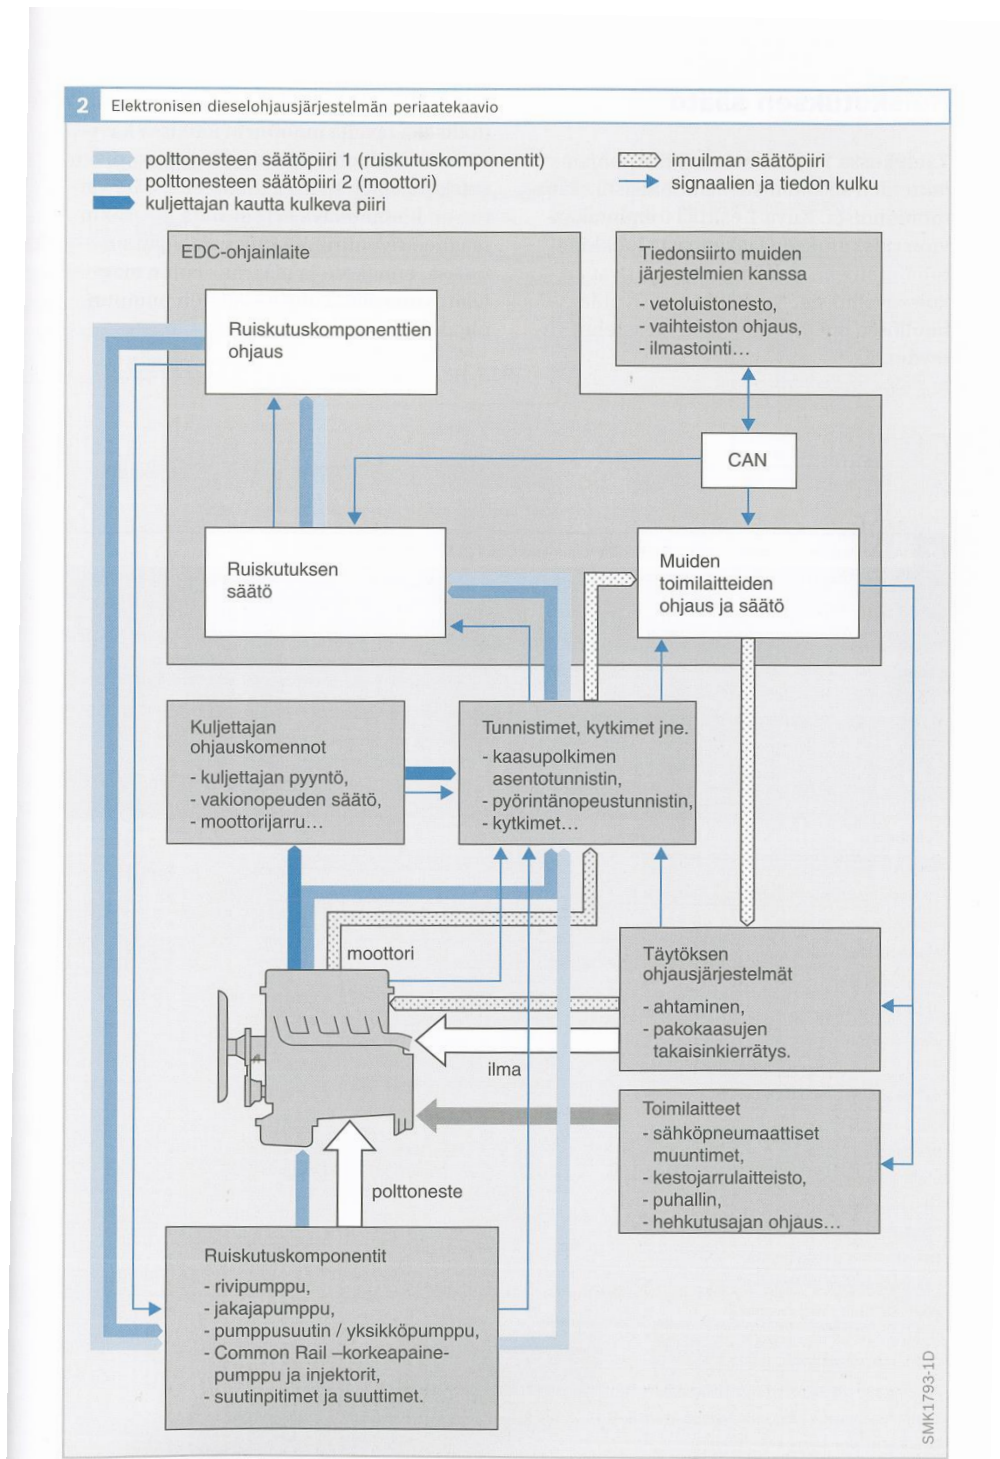 2 Elektronisen dieselohjausjärjestelmän periaatekaavio
polttonesteen säätöpiiri 1 (ruiskutuskomponentit)
polttonesteen säätöpiiri 2 (moottori)
kuljettajan kautta kulkeva piiri
imuilman säätöpiiri
signaalien ja tiedon kulku
EDC-ohjainlaite
Tiedonsiirto muiden
järjestelmien kanssa
- vetoluistonesto,
- vaihteiston ohjaus,
- ilmastointi...
Ruiskutuskomponenttien
ohjaus
CAN
Ruiskutuksen
säätö
Muiden
toimilaitteiden
ohjaus ja säätö
Kuljettajan
ohjauskomennot
- kuljettajan pyyntö,
- vakionopeuden säätö,
- moottorijarru...
Tunnistimet, kytkimet jne.
- kaasupolkimen
asentotunnistin,
- pyörintänopeustunnistin,
- kytkimet...
moottori
Täytöksen
ohjausjärjestelmät
- ahtaminen,
- pakokaasujen
takaisinkierrätys.
ilma
Toimilaitteet
- sähköpneumaattiset
muuntimet,
- kestojarrulaitteisto,
- puhallin,
- hehkutusajan ohjaus...
polttoneste
Ruiskutuskomponentit
- rivipumppu,
- jakajapumppu,
- pumppusuutin / yksikköpumppu,
- Common Rail –korkeapaine-
pumppu ja injektorit,
- suutinpitimet ja suuttimet.
SMK1793-1D